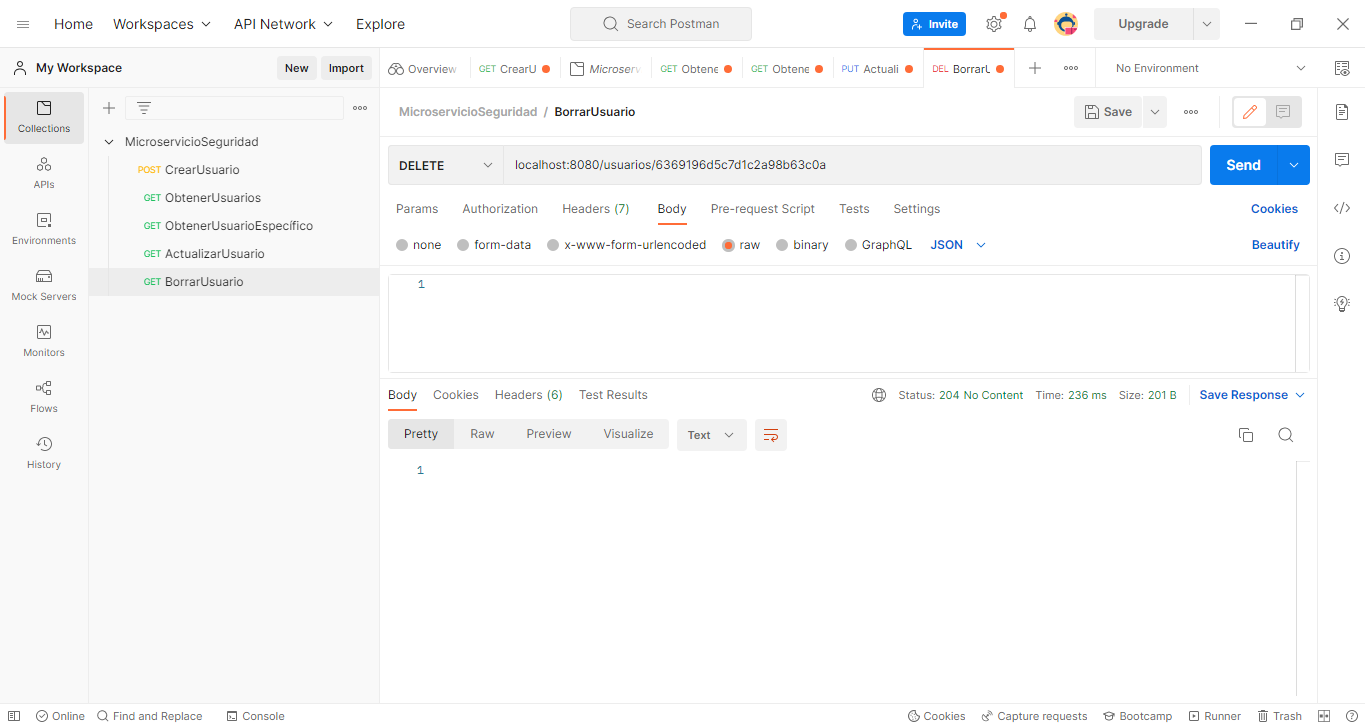 Home Workspaces API Network Explore Search Postman Invite Upgrade
My Workspace New Import Overview GET CrearU Microserv GET Obtene GET Obtene PUT Actuali DEL BorrarU No Environment
Collections
APIs
Environments
Mock Servers
Monitors
Flows
History
MicroservicioSeguridad
POST CrearUsuario
GET ObtenerUsuarios
GET ObtenerUsuarioEspecífico
GET ActualizarUsuario
GET BorrarUsuario
MicroservicioSeguridad / BorrarUsuario Save
DELETE localhost:8080/usuarios/6369196d5c7d1c2a98b63c0a Send
Params Authorization Headers (7) Body Pre-request Script Tests Settings Cookies
none form-data x-www-form-urlencoded raw binary GraphQL JSON Beautify
1
Body Cookies Headers (6) Test Results Status: 204 No Content Time: 236 ms Size: 201 B Save Response
Pretty Raw Preview Visualize Text
1
Online Find and Replace Console Cookies Capture requests Bootcamp Runner Trash